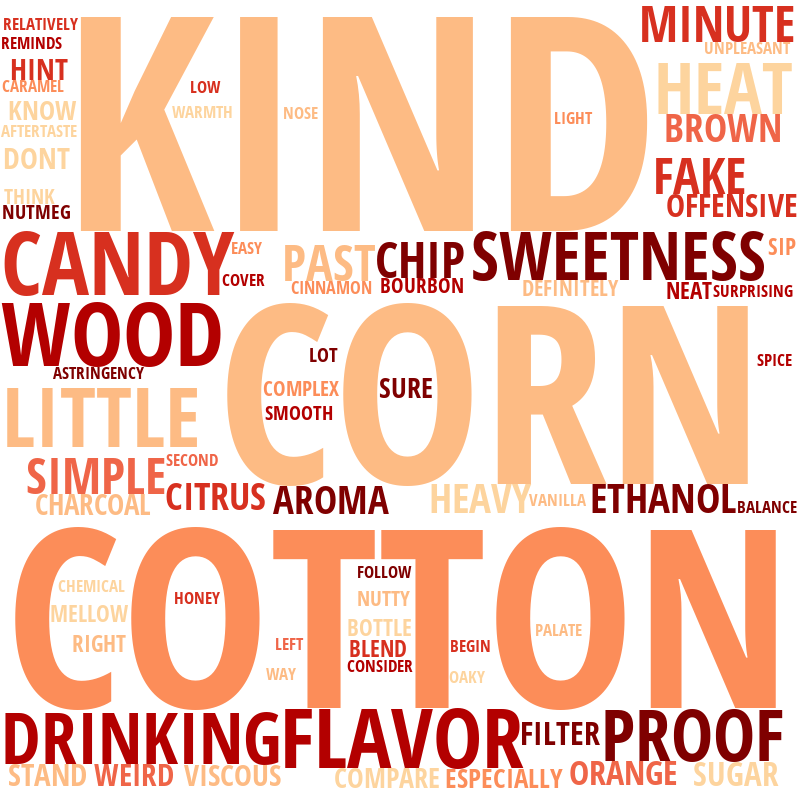 RELATIVELY
REMINDS
HINT
CARAMEL
KNOW
AFTERTASTE
DONT
THINK
NUTMEG
KIND
LOW
WARMTH
NOSE
LIGHT
MINUTE
UNPLEASANT
HEAT
BROWN
FAKE
OFFENSIVE
CANDY
EASY
COVER
PAST
CINNAMON
CHIP
BOURBON
SWEETNESS
DEFINITELY
SIP
NEAT
SURPRISING
WOOD
ASTRINGENCY
CORN
LOT
COMPLEX
SURE
SMOOTH
SPICE
LITTLE
SIMPLE
SECOND
CHARCOAL
CITRUS
AROMA
HEAVY
VANILLA
ETHANOL
BALANCE
COTTON
CHEMICAL
MELLOW
RIGHT
HONEY
FOLLOW
NUTTY
BOTTLE
LEFT
BLEND
BEGIN
WAY
CONSIDER
OAKY
PALATE
DRINKING
FLAVOR
FILTER
PROOF
STAND
WEIRD
VISCOUS
COMPARE
ESPECIALLY
ORANGE
SUGAR